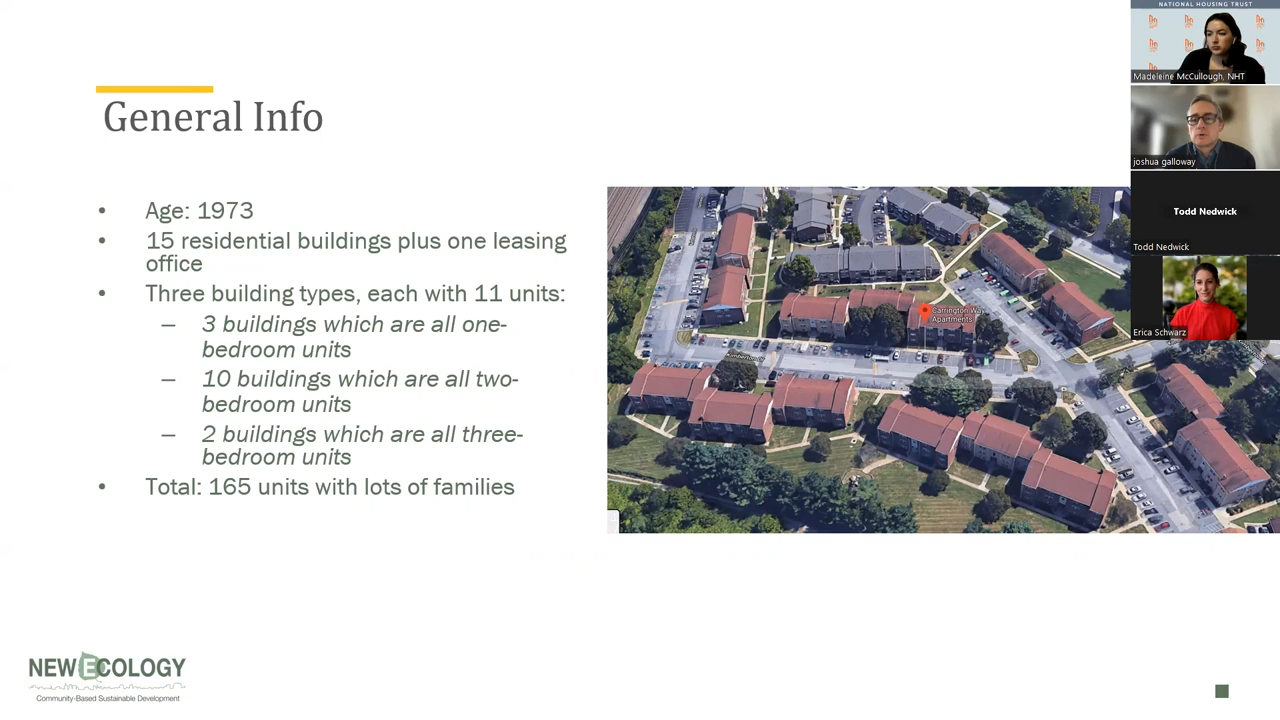 General Info
• Age: 1973
• 15 residential buildings plus one leasing
office
• Three building types, each with 11 units:
– 3 buildings which are all one-
bedroom units
– 10 buildings which are all two-
bedroom units
– 2 buildings which are all three-
bedroom units
• Total: 165 units with lots of families
Carrington Way
Apartments
NEW ECOLOGY
Community-Based Sustainable Development
NATIONAL HOUSING TRUST
Madeleine McCullough, NHT
joshua galloway
Todd Nedwick
Todd Nedwick
Erica Schwarz